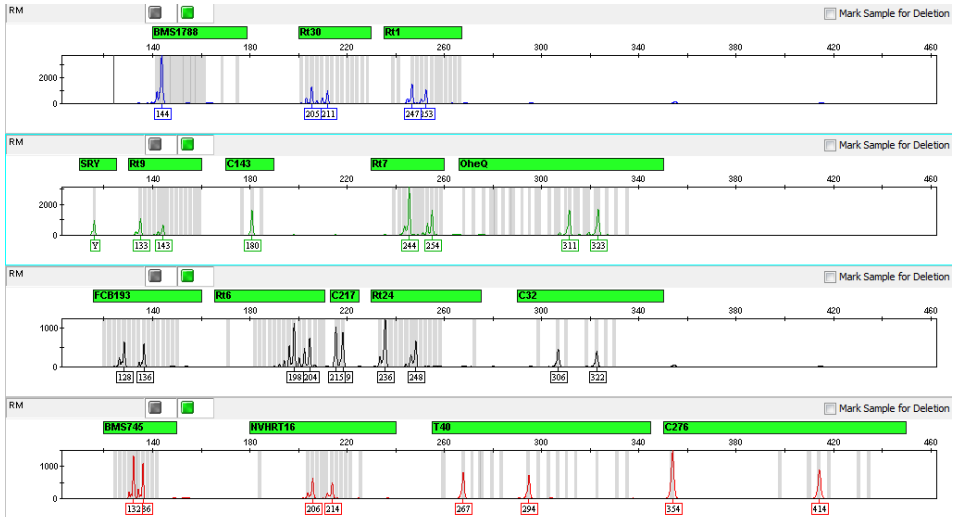 RM Mark Sample for Deletion
BMS1788 Rt30 Rt1
140 180 220 260 300 340 380 420 460
2000
0
144 205 211 247 253
RM Mark Sample for Deletion
SRY Rt9 C143 Rt7 OheQ
140 180 220 260 300 340 380 420 460
2000
0
Y 133 143 180 244 254 311 323
RM Mark Sample for Deletion
FCB193 Rt6 C217 Rt24 C32
140 180 220 260 300 340 380 420 460
1000
0
128 136 198 204 215 9 236 248 306 322
RM Mark Sample for Deletion
BMS745 NVHRT16 T40 C276
140 180 220 260 300 340 380 420 460
1000
0
132 36 206 214 267 294 354 414